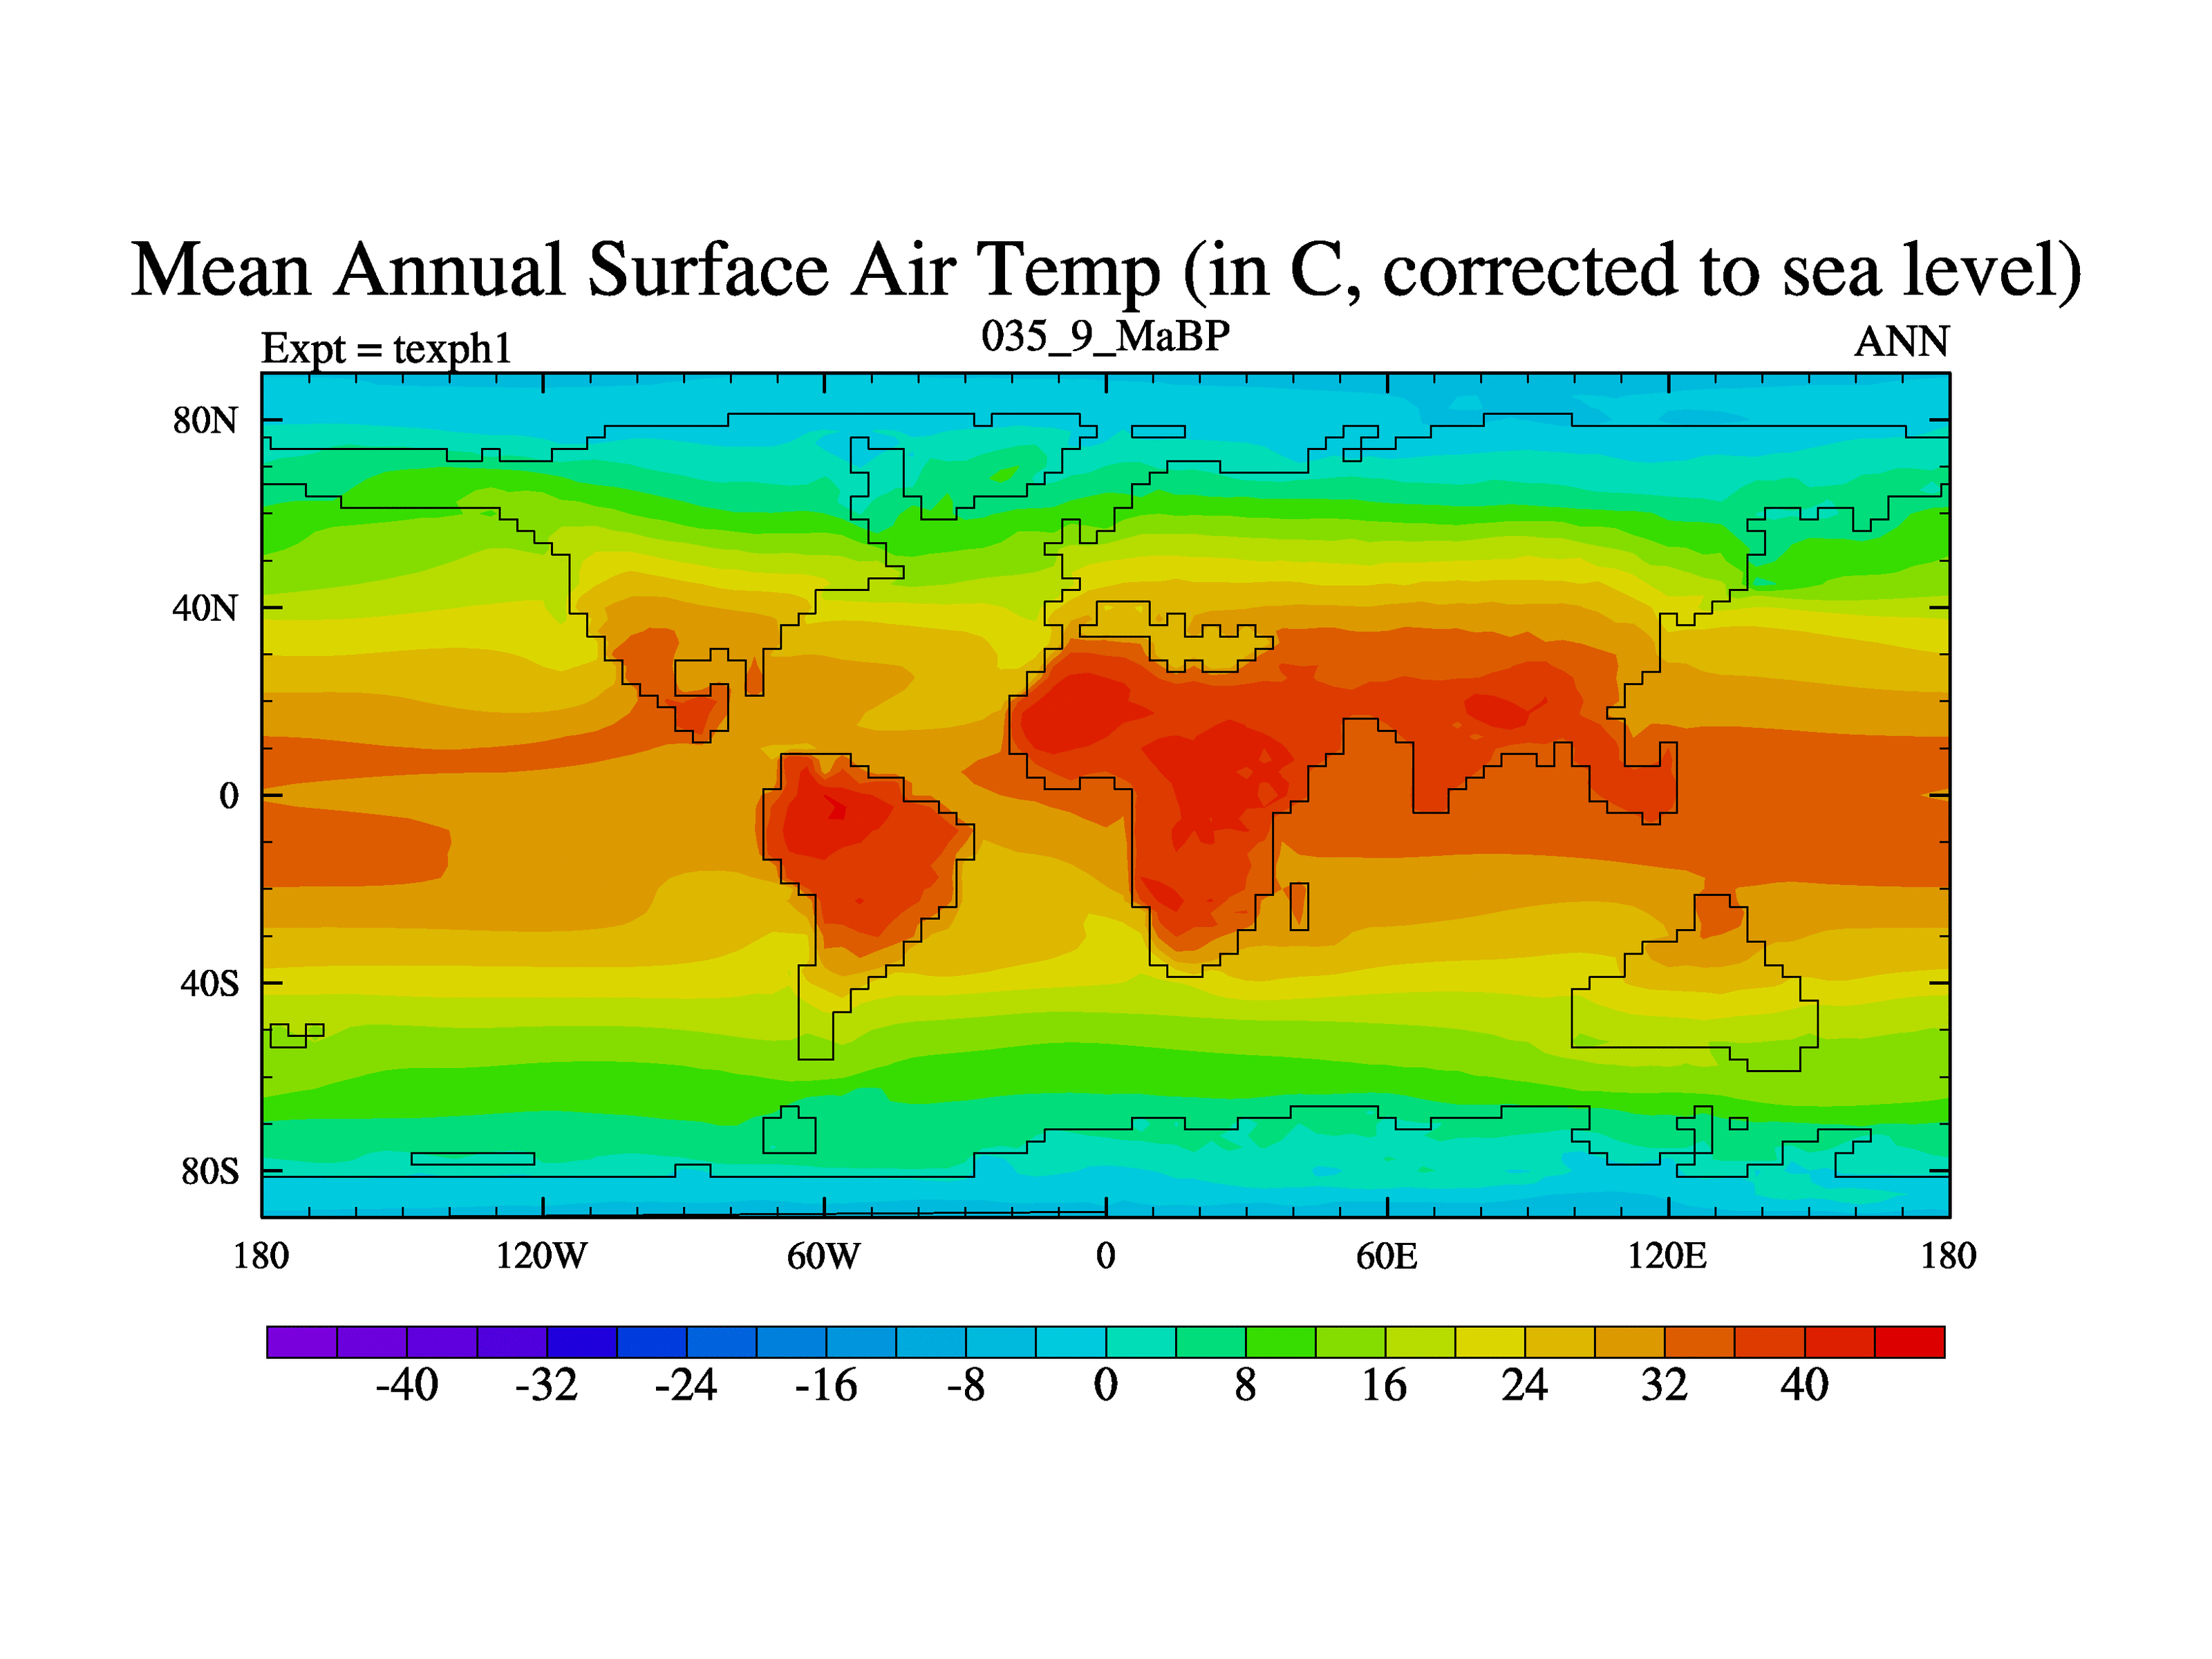 Mean Annual Surface Air Temp (in C, corrected to sea level)
035_9_MaBP
Expt = texph1 ANN
80N
40N
0
40S
80S
180 120W 60W 0 60E 120E 180
-40 -32 -24 -16 -8 0 8 16 24 32 40